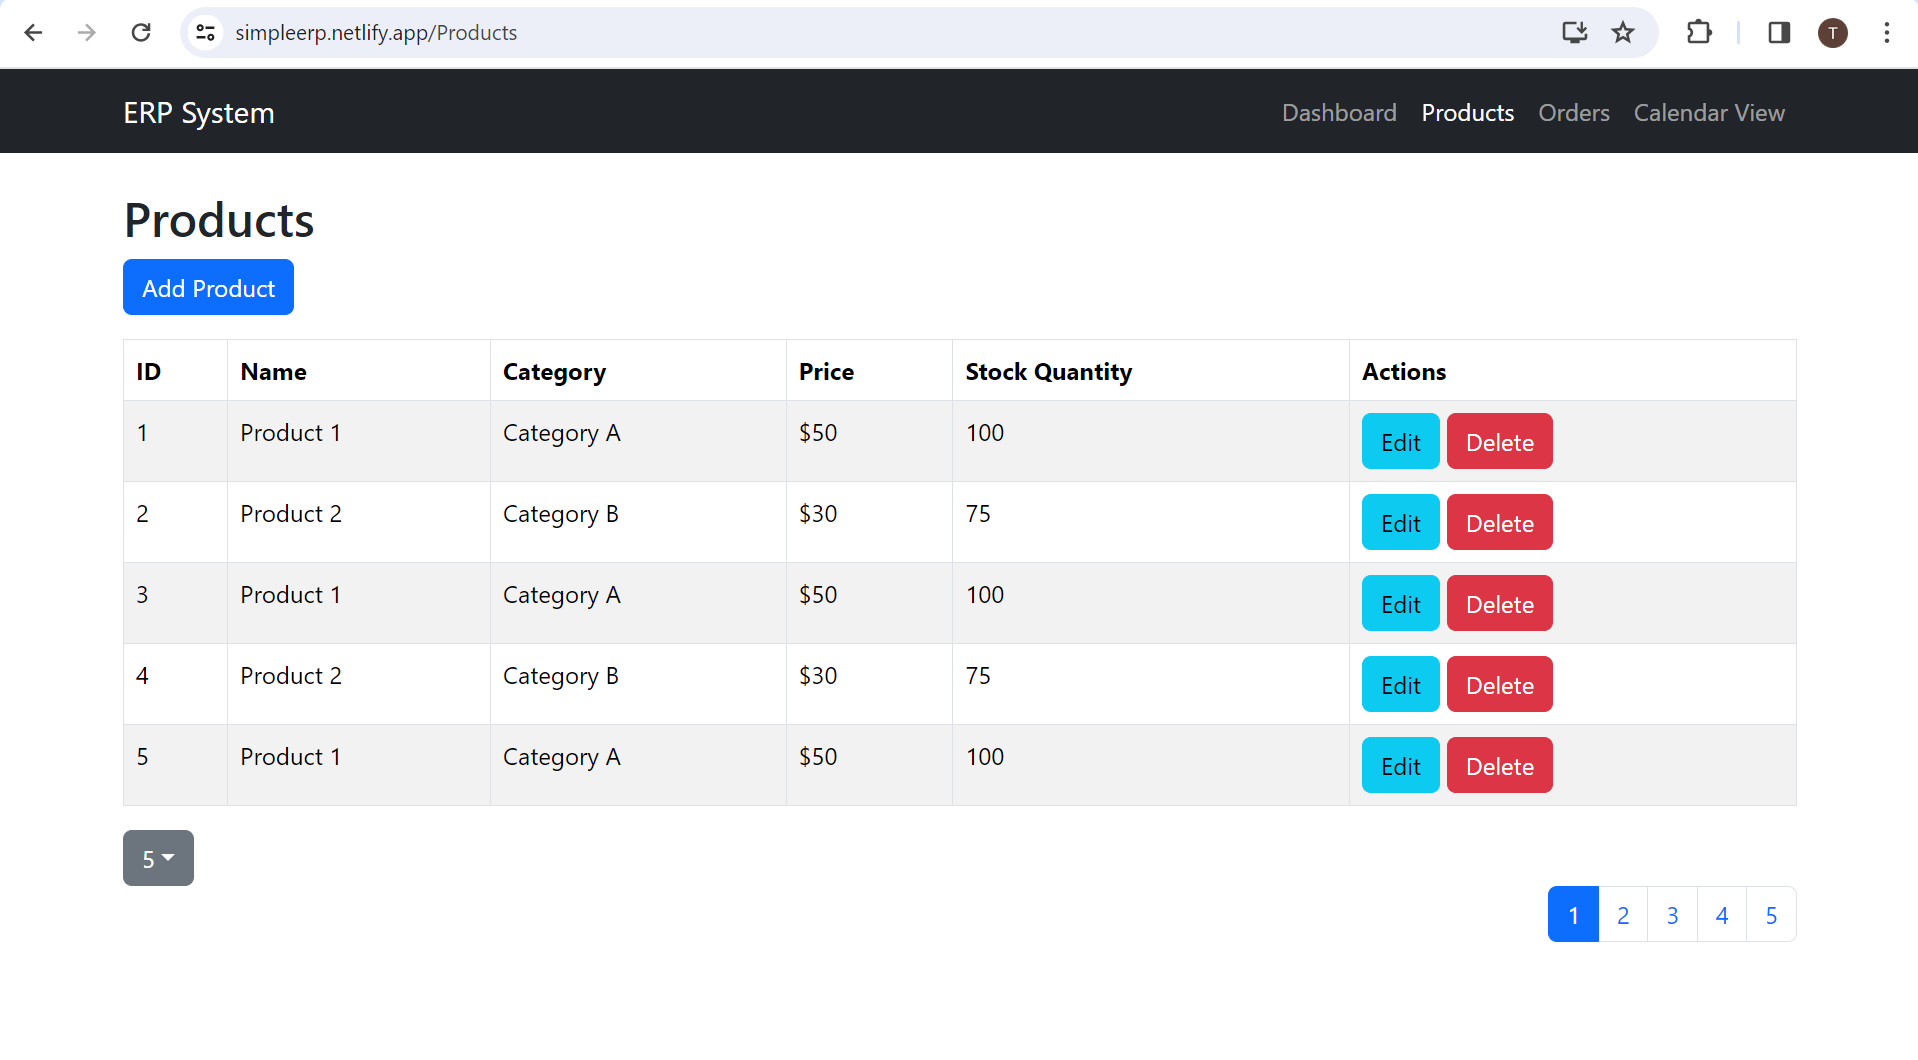 simpleerp.netlify.app/Products
T
ERP System Dashboard Products Orders Calendar View
Products
Add Product
ID Name Category Price Stock Quantity Actions
1 Product 1 Category A $50 100 Edit Delete
2 Product 2 Category B $30 75 Edit Delete
3 Product 1 Category A $50 100 Edit Delete
4 Product 2 Category B $30 75 Edit Delete
5 Product 1 Category A $50 100 Edit Delete
5
1 2 3 4 5